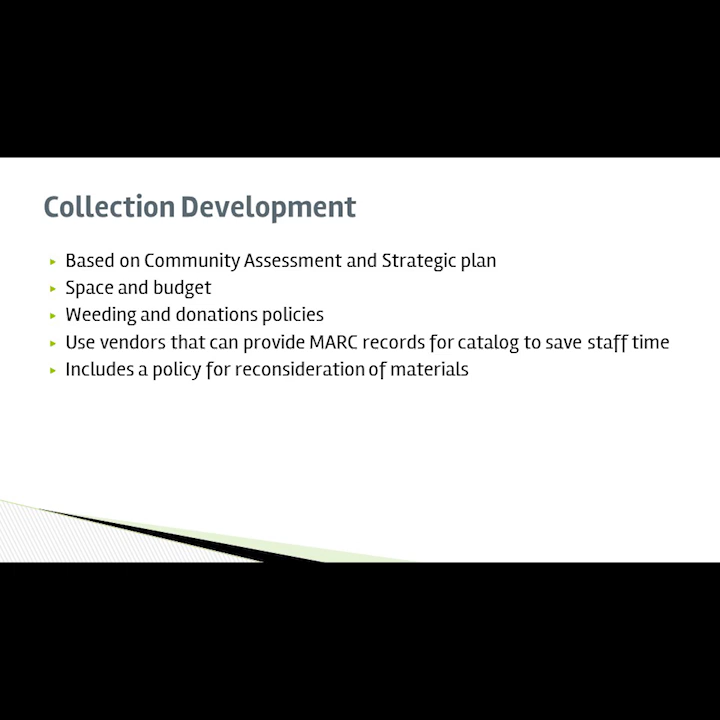 Collection Development
Based on Community Assessment and Strategic plan
Space and budget
Weeding and donations policies
Use vendors that can provide MARC records for catalog to save staff time
Includes a policy for reconsideration of materials